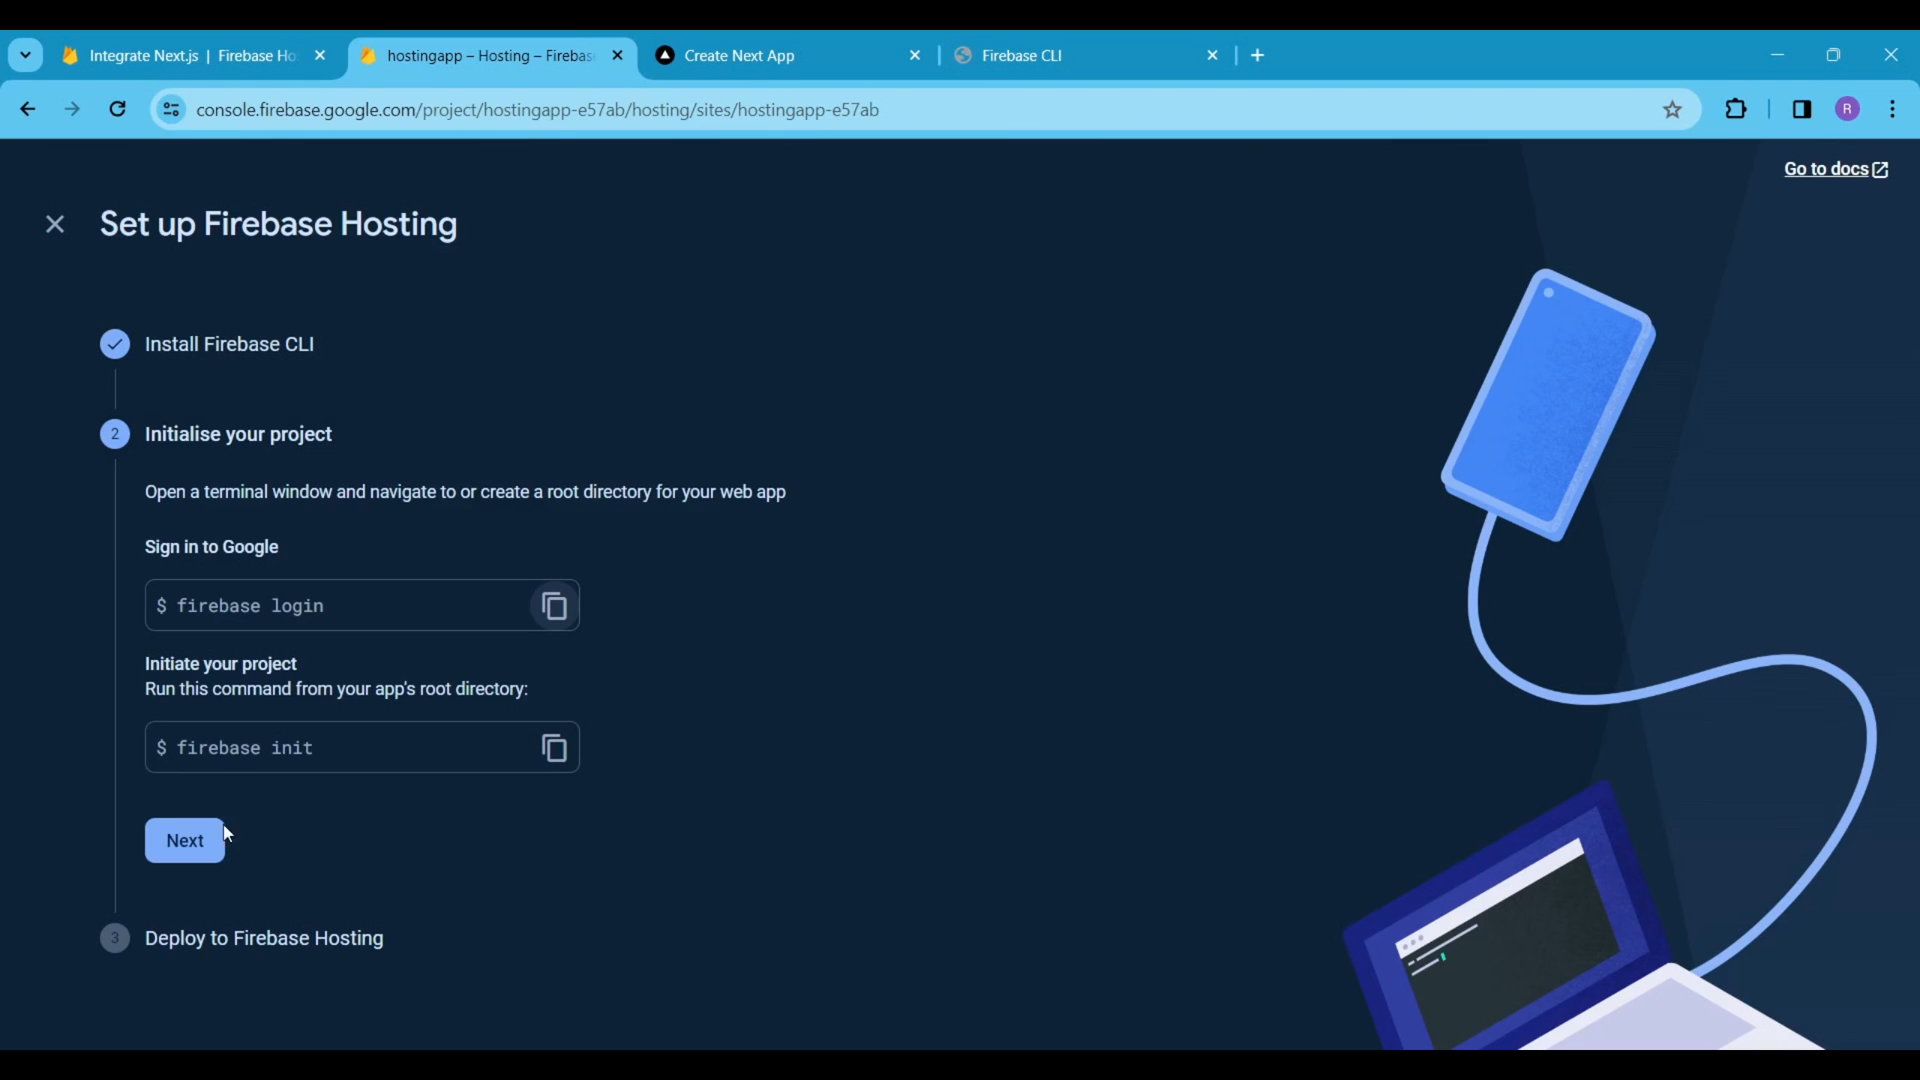 Integrate Next.js | Firebase Ho
hostingapp – Hosting – Firebas
Create Next App
Firebase CLI
console.firebase.google.com/project/hostingapp-e57ab/hosting/sites/hostingapp-e57ab
R
Go to docs
Set up Firebase Hosting
Install Firebase CLI
2 Initialise your project
Open a terminal window and navigate to or create a root directory for your web app
Sign in to Google
$ firebase login
Initiate your project
Run this command from your app's root directory:
$ firebase init
Next
3 Deploy to Firebase Hosting